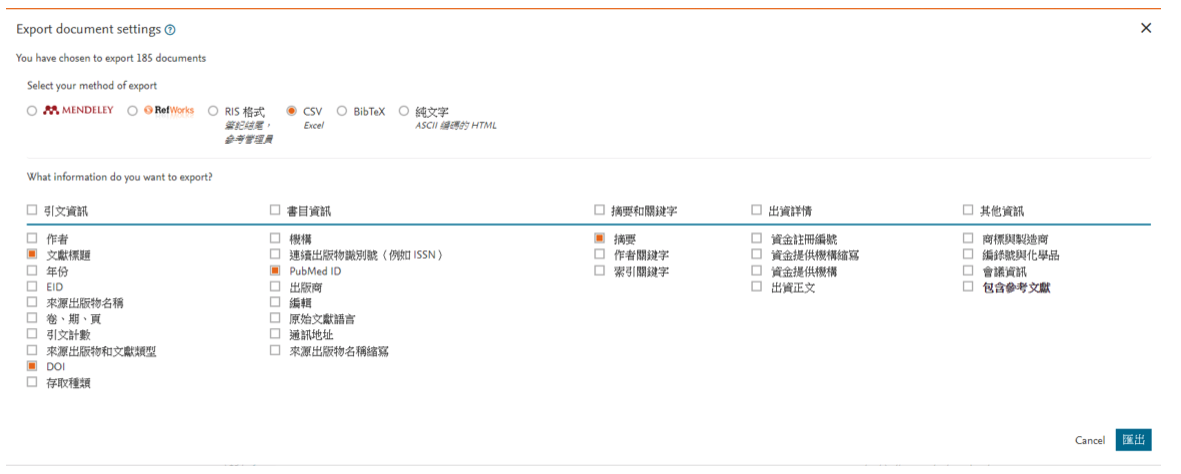 Export document settings ?
You have chosen to export 185 documents
Select your method of export
MENDELEY RefWorks RIS 格式 CSV BibTeX 純文字
筆記結尾， Excel ASCII 編碼的 HTML
參考管理員
What information do you want to export?
引文資訊 書目資訊 摘要和關鍵字 出資詳情 其他資訊
作者 機構 摘要 資金註冊編號 商標與製造商
文獻標題 連續出版物識別號（例如 ISSN） 作者關鍵字 資金提供機構縮寫 編錄號與化學品
年份 PubMed ID 索引關鍵字 資金提供機構 會議資訊
EID 出版商 出資正文 包含參考文獻
來源出版物名稱 編輯
卷、期、頁 原始文獻語言
引文計數 通訊地址
來源出版物和文獻類型 來源出版物名稱縮寫
DOI
存取種類
Cancel 匯出